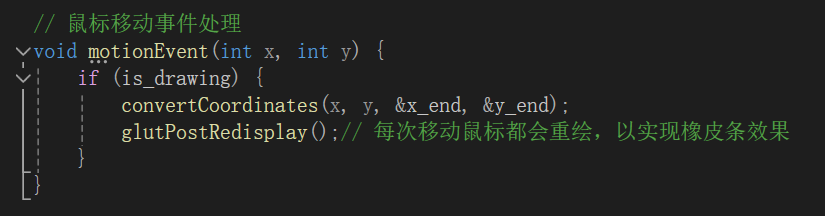 // 鼠标移动事件处理
void motionEvent(int x, int y) {
if (is_drawing) {
convertCoordinates(x, y, &x_end, &y_end);
glutPostRedisplay();// 每次移动鼠标都会重绘，以实现橡皮条效果
}
}